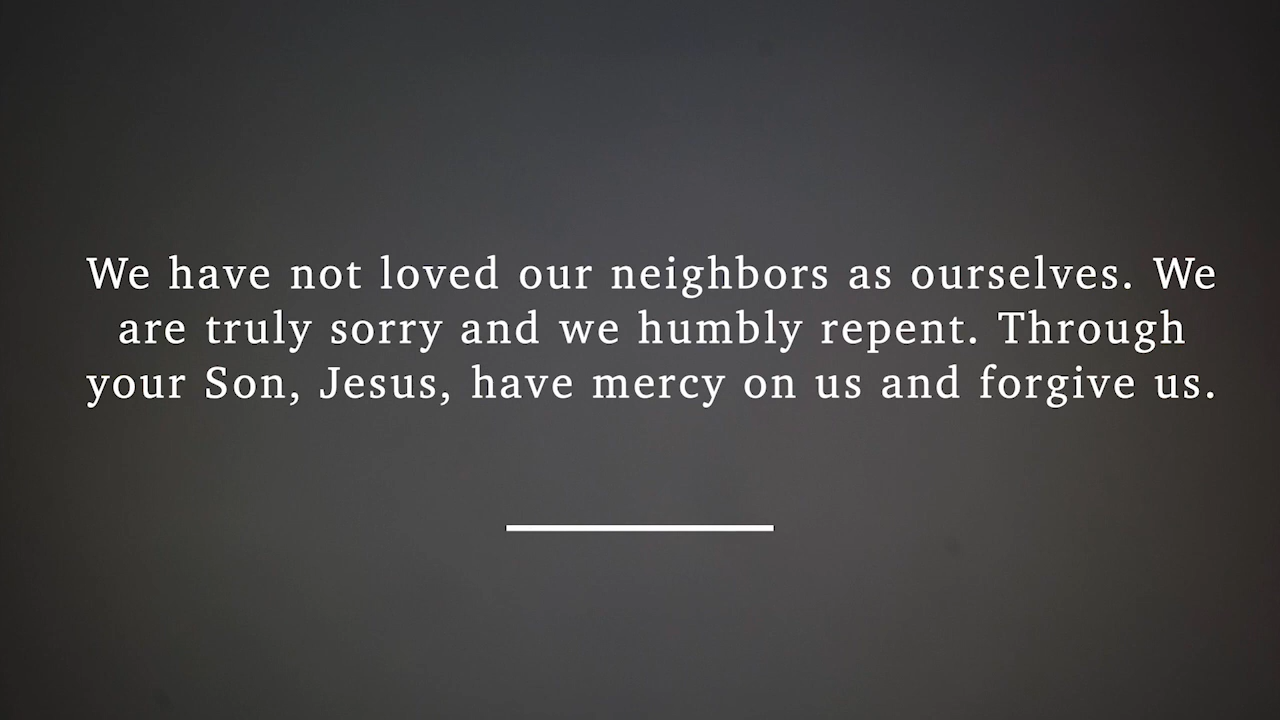 We have not loved our neighbors as ourselves. We
are truly sorry and we humbly repent. Through
your Son, Jesus, have mercy on us and forgive us.